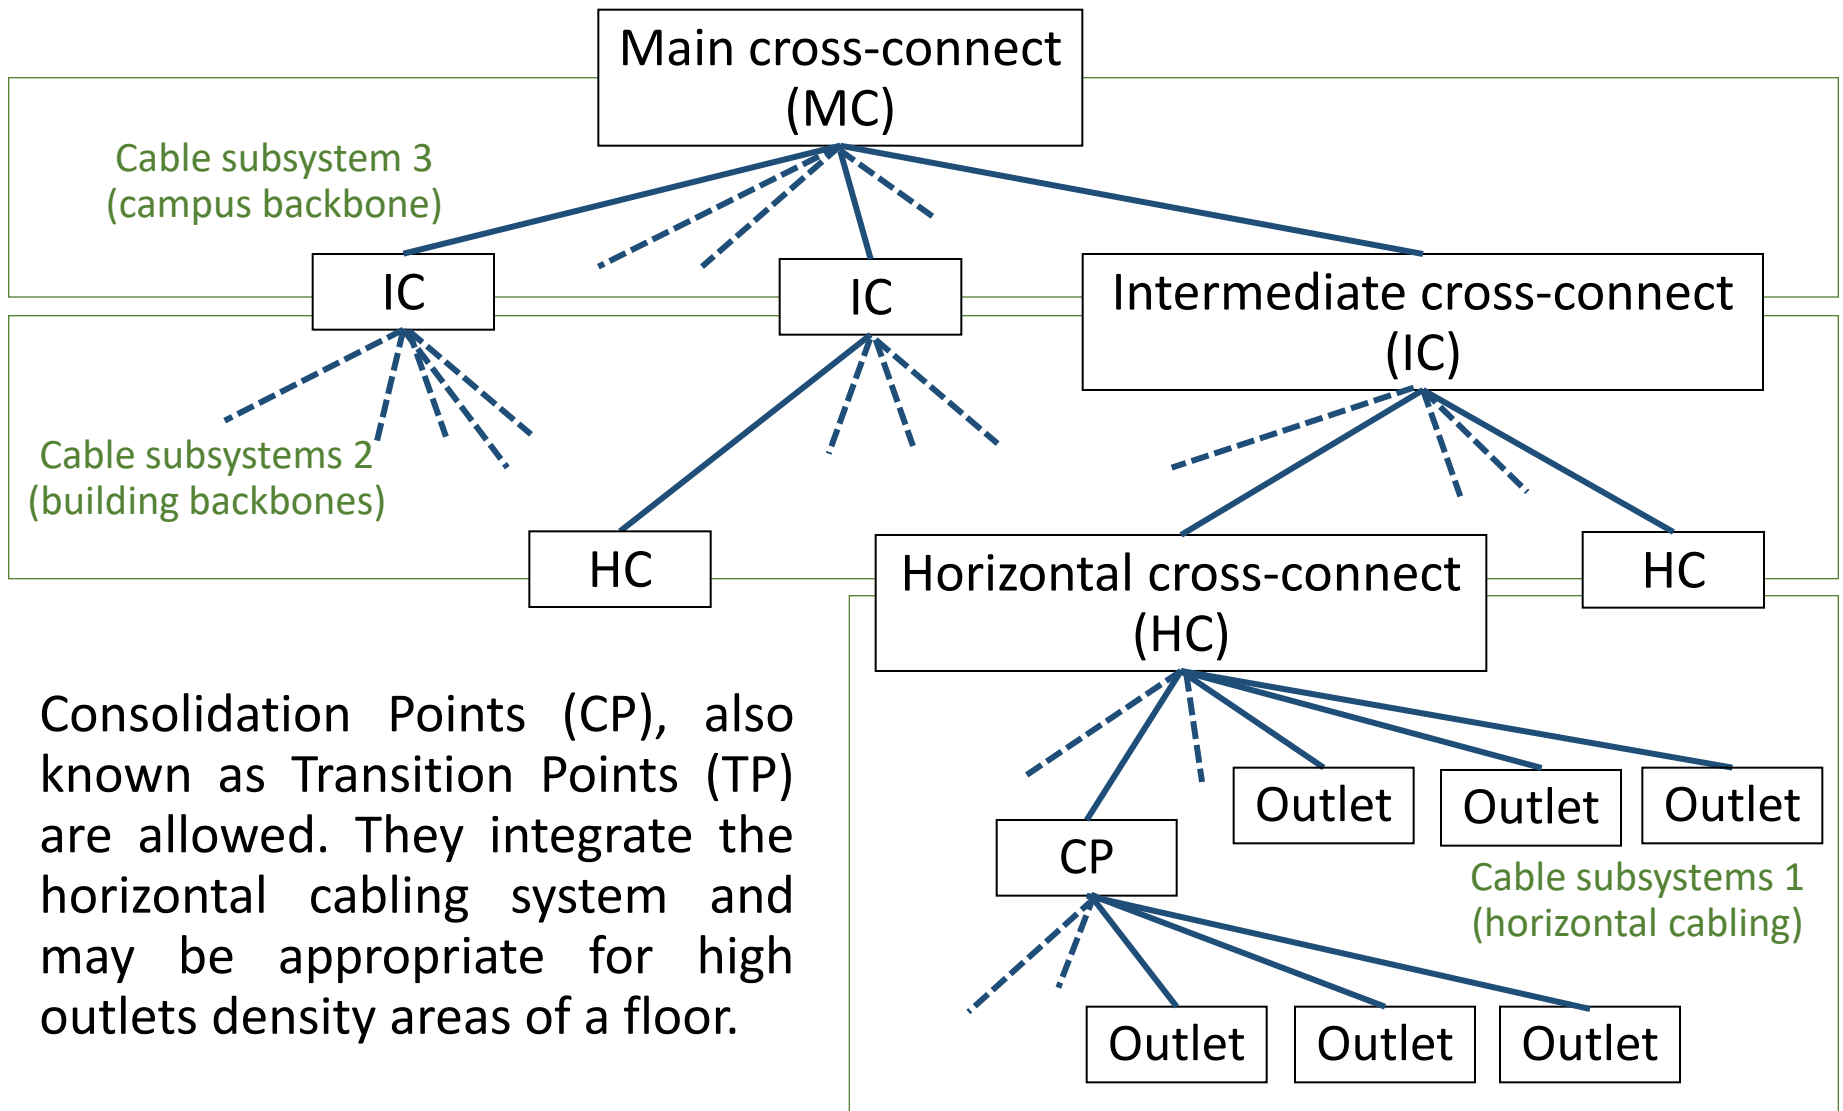 Main cross-connect
(MC)
Cable subsystem 3
(campus backbone)
IC
IC
Intermediate cross-connect
(IC)
Cable subsystems 2
(building backbones)
HC
Horizontal cross-connect
(HC)
HC
Consolidation Points (CP), also
known as Transition Points (TP)
are allowed. They integrate the
horizontal cabling system and
may be appropriate for high
outlets density areas of a floor.
Outlet
Outlet
Outlet
CP
Cable subsystems 1
(horizontal cabling)
Outlet
Outlet
Outlet